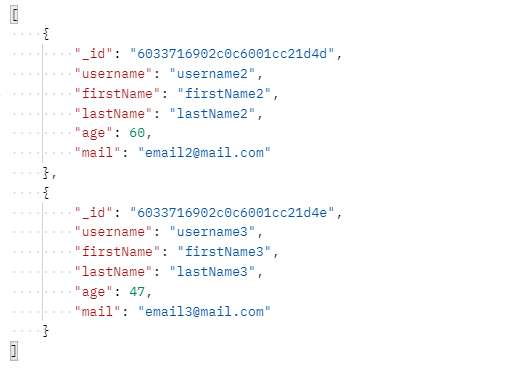 [
    {
        "_id": "6033716902c0c6001cc21d4d",
        "username": "username2",
        "firstName": "firstName2",
        "lastName": "lastName2",
        "age": 60,
        "mail": "email2@mail.com"
    },
    {
        "_id": "6033716902c0c6001cc21d4e",
        "username": "username3",
        "firstName": "firstName3",
        "lastName": "lastName3",
        "age": 47,
        "mail": "email3@mail.com"
    }
]